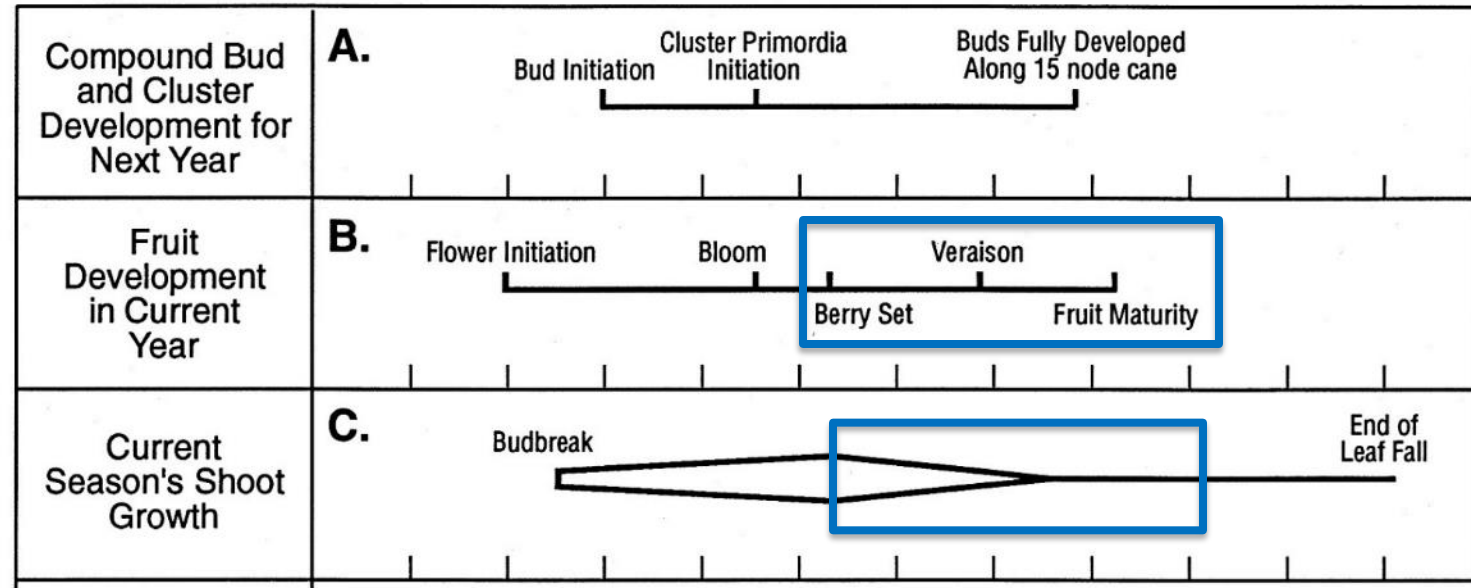 Compound Bud
and Cluster
Development for
Next Year
A.
Bud Initiation
Cluster Primordia
Initiation
Buds Fully Developed
Along 15 node cane
Fruit
Development
in Current
Year
B.
Flower Initiation
Bloom
Veraison
Berry Set
Fruit Maturity
Current
Season's Shoot
Growth
C.
Budbreak
End of
Leaf Fall